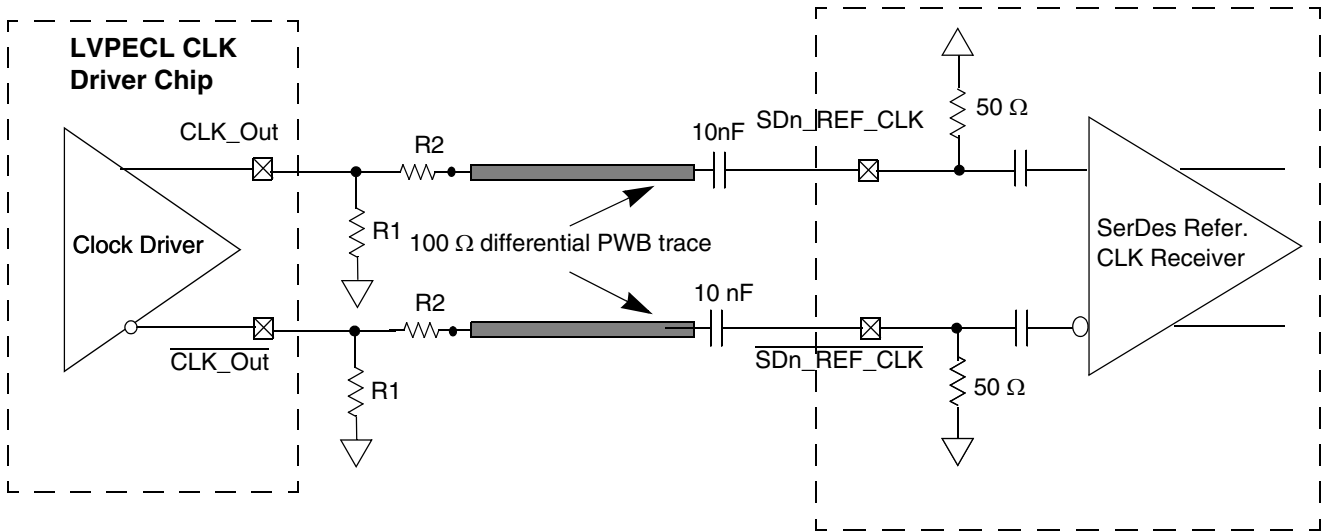 LVPECL CLK
Driver Chip
CLK_Out
Clock Driver
CLK_Out
R2
R1
R2
R1
100 Ω differential PWB trace
10nF
10 nF
SDn_REF_CLK
SDn_REF_CLK
50 Ω
50 Ω
SerDes Refer.
CLK Receiver